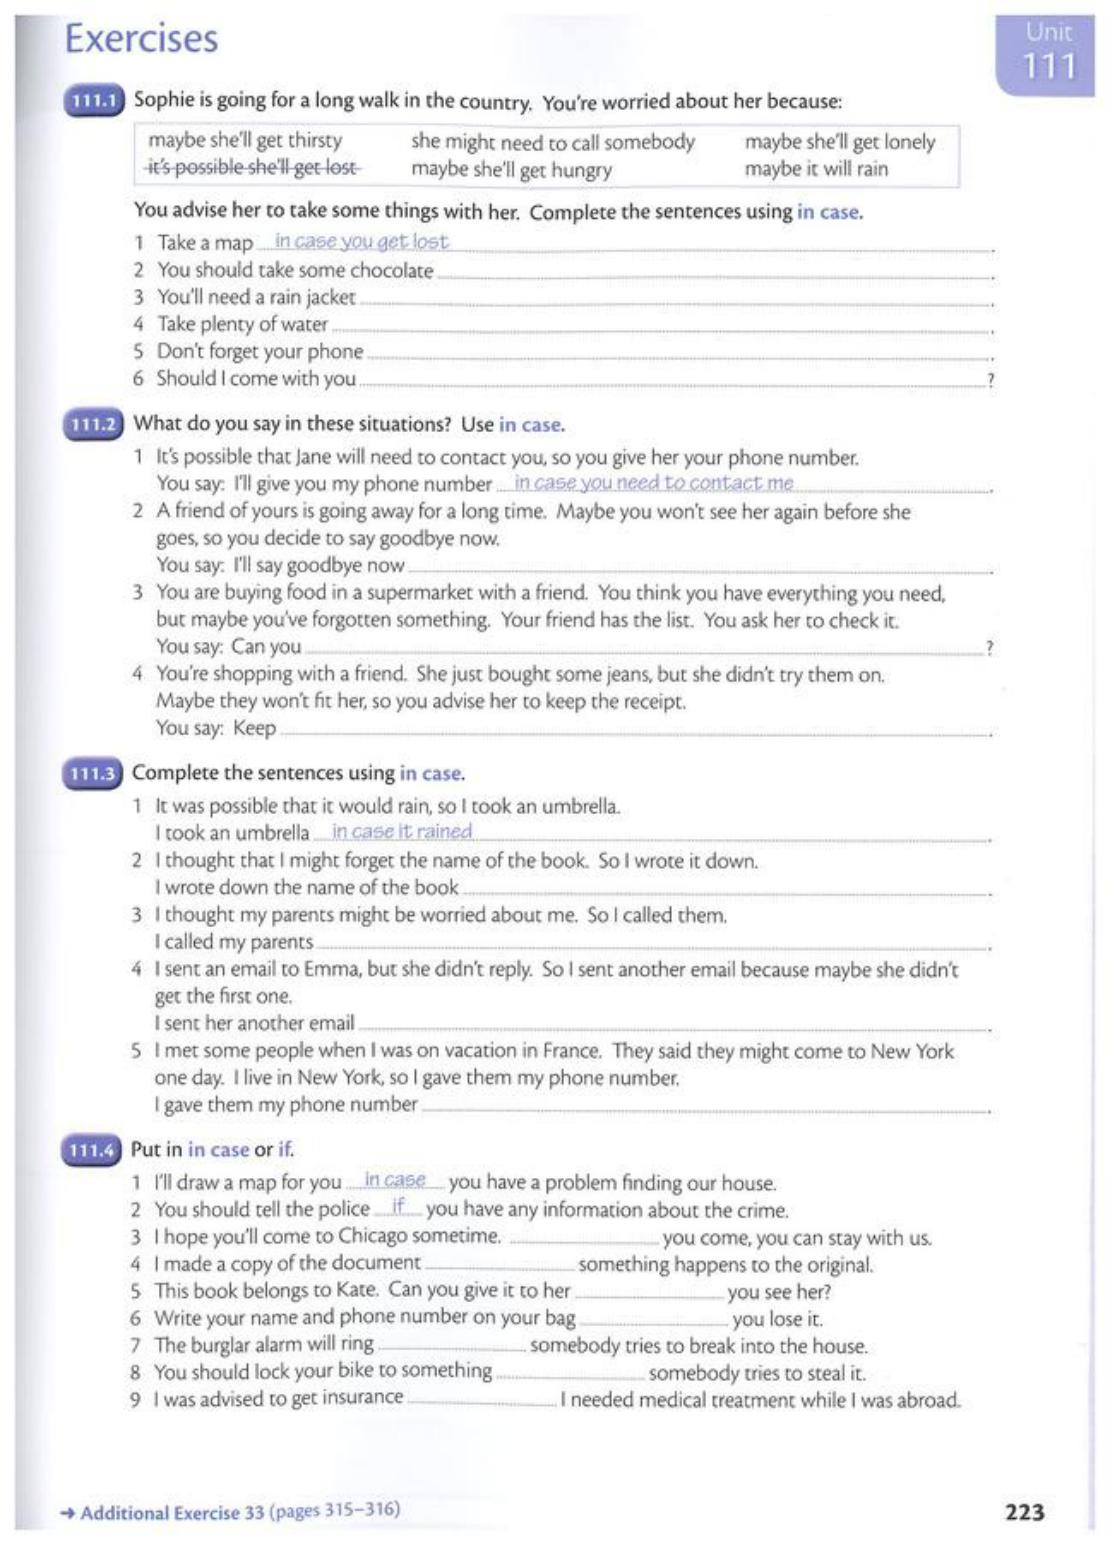 Exercises
Unit
111
111.1 Sophie is going for a long walk in the country. You're worried about her because:
maybe she'll get thirsty she might need to call somebody maybe she'll get lonely
it's possible she'll get lost maybe she'll get hungry maybe it will rain
You advise her to take some things with her. Complete the sentences using in case.
1 Take a map in case you get lost .
2 You should take some chocolate .
3 You'll need a rain jacket .
4 Take plenty of water .
5 Don't forget your phone .
6 Should I come with you ?
111.2 What do you say in these situations? Use in case.
1 It's possible that Jane will need to contact you, so you give her your phone number.
You say: I'll give you my phone number in case you need to contact me .
2 A friend of yours is going away for a long time. Maybe you won't see her again before she
goes, so you decide to say goodbye now.
You say: I'll say goodbye now .
3 You are buying food in a supermarket with a friend. You think you have everything you need,
but maybe you've forgotten something. Your friend has the list. You ask her to check it.
You say: Can you ?
4 You're shopping with a friend. She just bought some jeans, but she didn't try them on.
Maybe they won't fit her, so you advise her to keep the receipt.
You say: Keep .
111.3 Complete the sentences using in case.
1 It was possible that it would rain, so I took an umbrella.
I took an umbrella in case it rained .
2 I thought that I might forget the name of the book. So I wrote it down.
I wrote down the name of the book .
3 I thought my parents might be worried about me. So I called them.
I called my parents .
4 I sent an email to Emma, but she didn't reply. So I sent another email because maybe she didn't
get the first one.
I sent her another email .
5 I met some people when I was on vacation in France. They said they might come to New York
one day. I live in New York, so I gave them my phone number.
I gave them my phone number .
111.4 Put in in case or if.
1 I'll draw a map for you in case you have a problem finding our house.
2 You should tell the police if you have any information about the crime.
3 I hope you'll come to Chicago sometime. you come, you can stay with us.
4 I made a copy of the document something happens to the original.
5 This book belongs to Kate. Can you give it to her you see her?
6 Write your name and phone number on your bag you lose it.
7 The burglar alarm will ring somebody tries to break into the house.
8 You should lock your bike to something somebody tries to steal it.
9 I was advised to get insurance I needed medical treatment while I was abroad.
→ Additional Exercise 33 (pages 315–316)
223